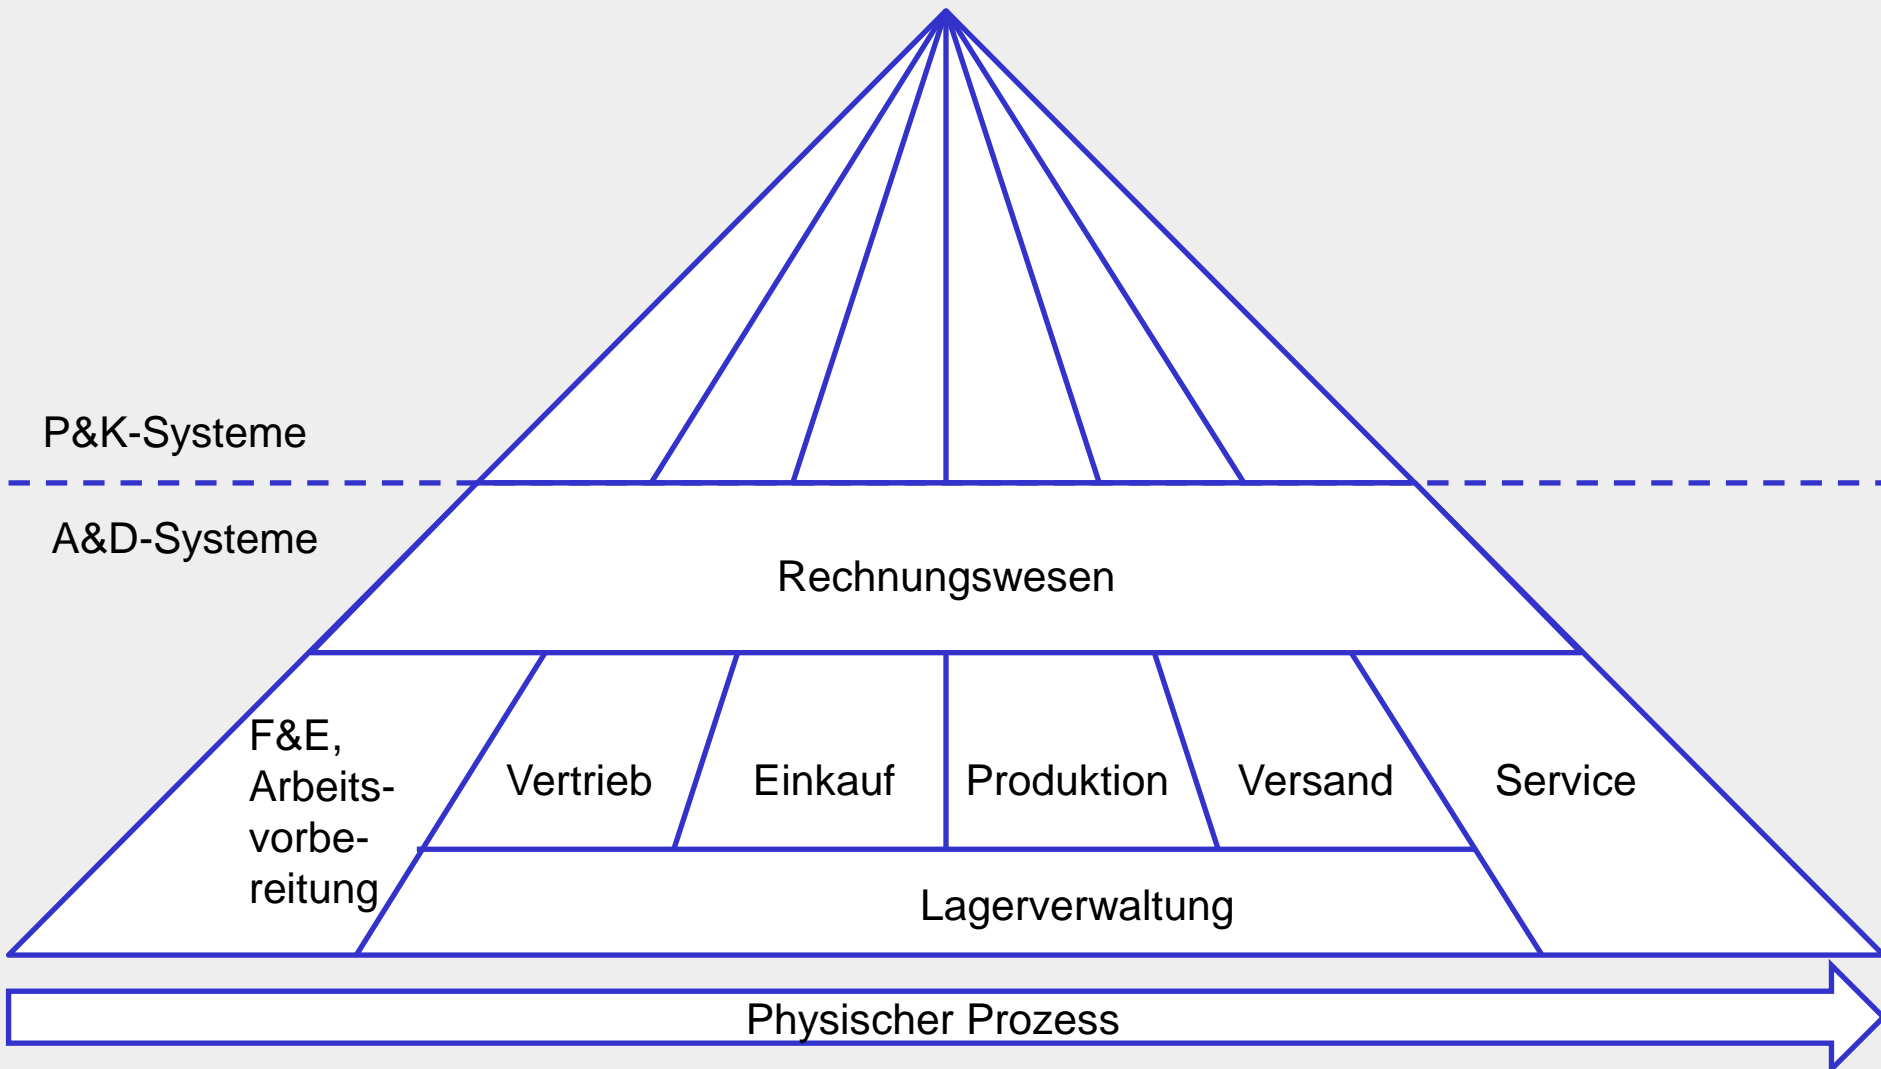 P&K-Systeme
A&D-Systeme
Rechnungswesen
F&E,
Arbeits-
vorbe-
reitung
Vertrieb
Einkauf
Produktion
Versand
Service
Lagerverwaltung
Physischer Prozess